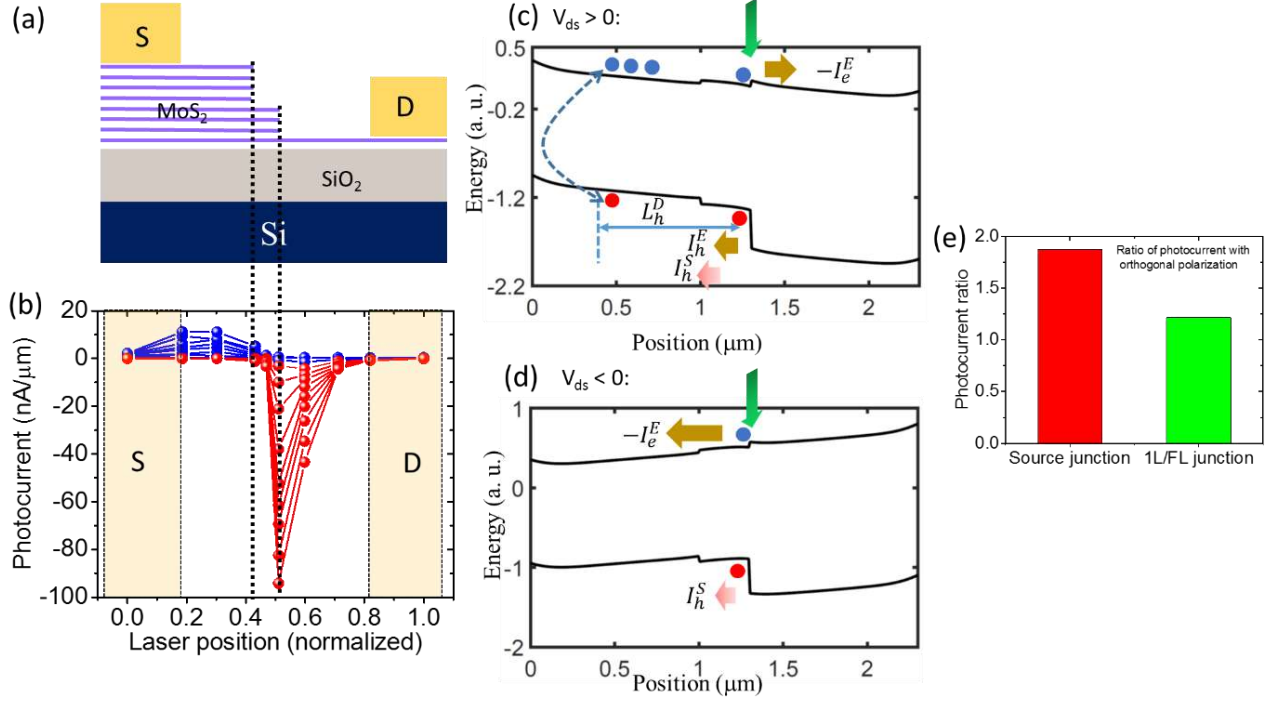 (a)
S
D
MoS₂
SiO₂
Si
(b)
20
0
-20
-40
-60
-80
-100
Photocurrent (nA/μm)
S
D
0.0 0.2 0.4 0.6 0.8 1.0
Laser position (normalized)
(c) V_ds > 0:
0.5
-0.2
-1.2
-2.2
Energy (a. u.)
−I_e^E
L_h^D
I_h^E
I_h^S
0 0.5 1 1.5 2
Position (μm)
(d) V_ds < 0:
1
0
-1
-2
Energy (a. u.)
−I_e^E
I_h^S
0 0.5 1 1.5 2
Position (μm)
(e)
2.0
1.5
1.0
0.5
0.0
Photocurrent ratio
Ratio of photocurrent with
orthogonal polarization
Source junction 1L/FL junction